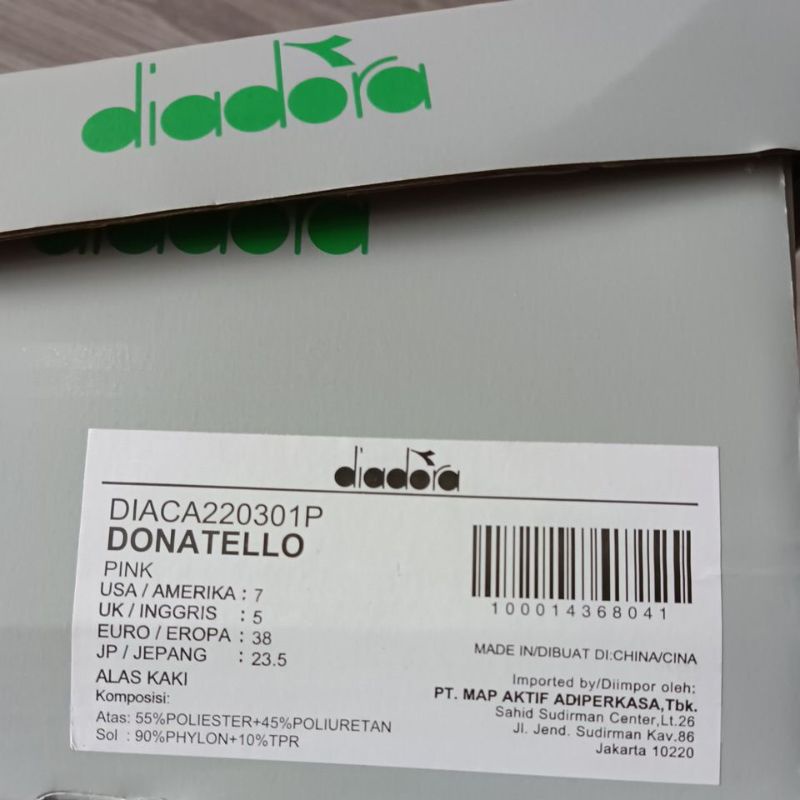 diadora
diadora
diadora
DIACA220301P
DONATELLO
PINK
USA / AMERIKA : 7
UK / INGGRIS : 5
EURO / EROPA : 38
JP / JEPANG : 23.5
ALAS KAKI
Komposisi:
Atas: 55%POLIESTER+45%POLIURETAN
Sol : 90%PHYLON+10%TPR
100014368041
MADE IN/DIBUAT DI:CHINA/CINA
Imported by/Diimpor oleh:
PT. MAP AKTIF ADIPERKASA,Tbk.
Sahid Sudirman Center,Lt.26
Jl. Jend. Sudirman Kav.86
Jakarta 10220